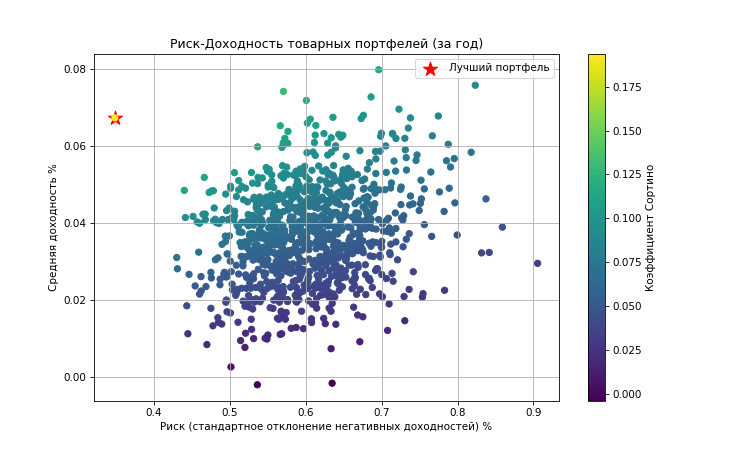 Риск-Доходность товарных портфелей (за год)
Лучший портфель
Средняя доходность %
0.08
0.06
0.04
0.02
0.00
0.4 0.5 0.6 0.7 0.8 0.9
Риск (стандартное отклонение негативных доходностей) %
0.175
0.150
0.125
0.100
0.075
0.050
0.025
0.000
Коэффициент Сортино